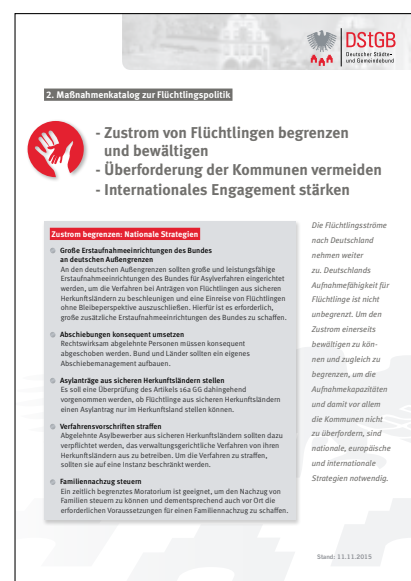 DStGB
Deutscher Städte-
und Gemeindebund
2. Maßnahmenkatalog zur Flüchtlingspolitik
- Zustrom von Flüchtlingen begrenzen
und bewältigen
- Überforderung der Kommunen vermeiden
- Internationales Engagement stärken
Zustrom begrenzen: Nationale Strategien
Große Erstaufnahmeeinrichtungen des Bundes
an deutschen Außengrenzen
An den deutschen Außengrenzen sollten große und leistungsfähige
Erstaufnahmeeinrichtungen des Bundes für Asylverfahren eingerichtet
werden, um die Verfahren bei Anträgen von Flüchtlingen aus sicheren
Herkunftsländern zu beschleunigen und eine Einreise von Flüchtlingen
ohne Bleibeperspektive auszuschließen. Hierfür ist es erforderlich,
große zusätzliche Erstaufnahmeeinrichtungen des Bundes zu schaffen.
Abschiebungen konsequent umsetzen
Rechtswirksam abgelehnte Personen müssen konsequent
abgeschoben werden. Bund und Länder sollten ein eigenes
Abschiebemanagement aufbauen.
Asylanträge aus sicheren Herkunftsländern stellen
Es soll eine Überprüfung des Artikels 16a GG dahingehend
vorgenommen werden, ob Flüchtlinge aus sicheren Herkunftsländern
einen Asylantrag nur im Herkunftsland stellen können.
Verfahrensvorschriften straffen
Abgelehnte Asylbewerber aus sicheren Herkunftsländern sollten dazu
verpflichtet werden, das verwaltungsgerichtliche Verfahren von ihren
Herkunftsländern aus zu betreiben. Um die Verfahren zu straffen,
sollten sie auf eine Instanz beschränkt werden.
Familiennachzug steuern
Ein zeitlich begrenztes Moratorium ist geeignet, um den Nachzug von
Familien steuern zu können und dementsprechend auch vor Ort die
erforderlichen Voraussetzungen für einen Familiennachzug zu schaffen.
Die Flüchtlingsströme
nach Deutschland
nehmen weiter
zu. Deutschlands
Aufnahmefähigkeit für
Flüchtlinge ist nicht
unbegrenzt. Um den
Zustrom einerseits
bewältigen zu kön-
nen und zugleich zu
begrenzen, um die
Aufnahmekapazitäten
und damit vor allem
die Kommunen nicht
zu überfordern, sind
nationale, europäische
und internationale
Strategien notwendig.
Stand: 11.11.2015